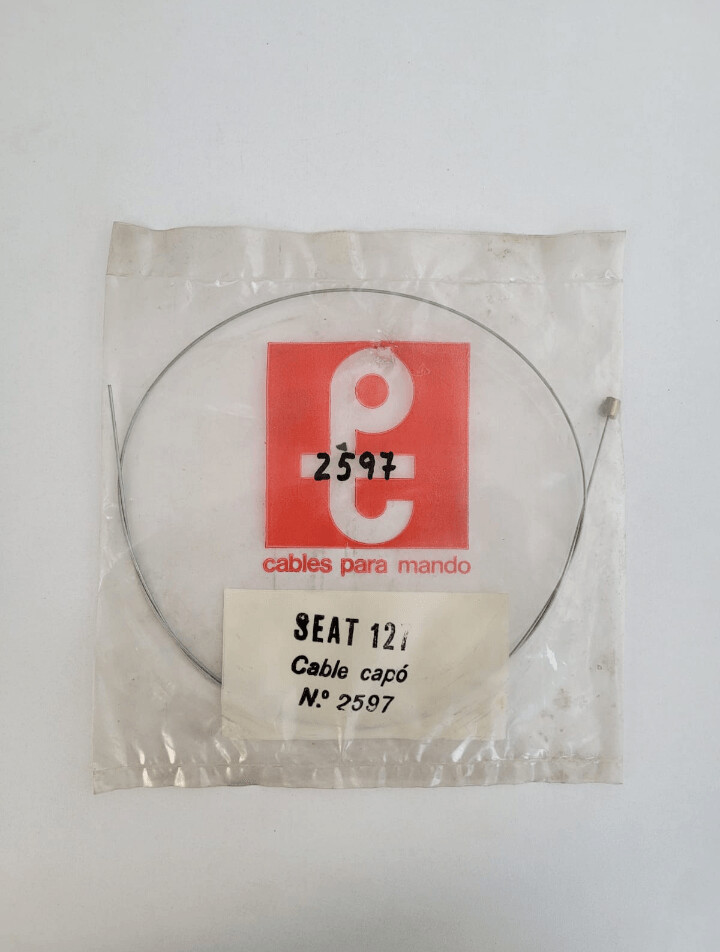 2597
cables para mando
SEAT 127
Cable capó
N.º 2597